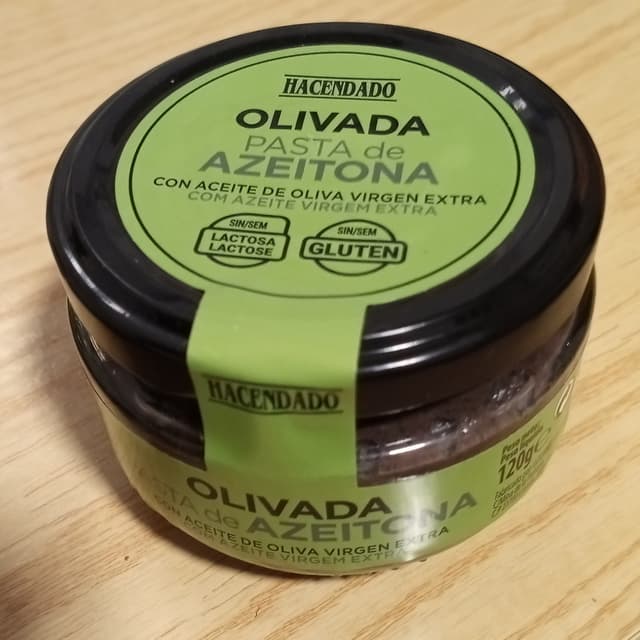 HACENDADO
OLIVADA
PASTA de
AZEITONA
CON ACEITE DE OLIVA VIRGEN EXTRA
COM AZEITE VIRGEM EXTRA
SIN/SEM
LACTOSA
LACTOSE
SIN/SEM
GLUTEN
HACENDADO
OLIVADA
PASTA de AZEITONA
CON ACEITE DE OLIVA VIRGEN EXTRA
COM AZEITE VIRGEM EXTRA
120g